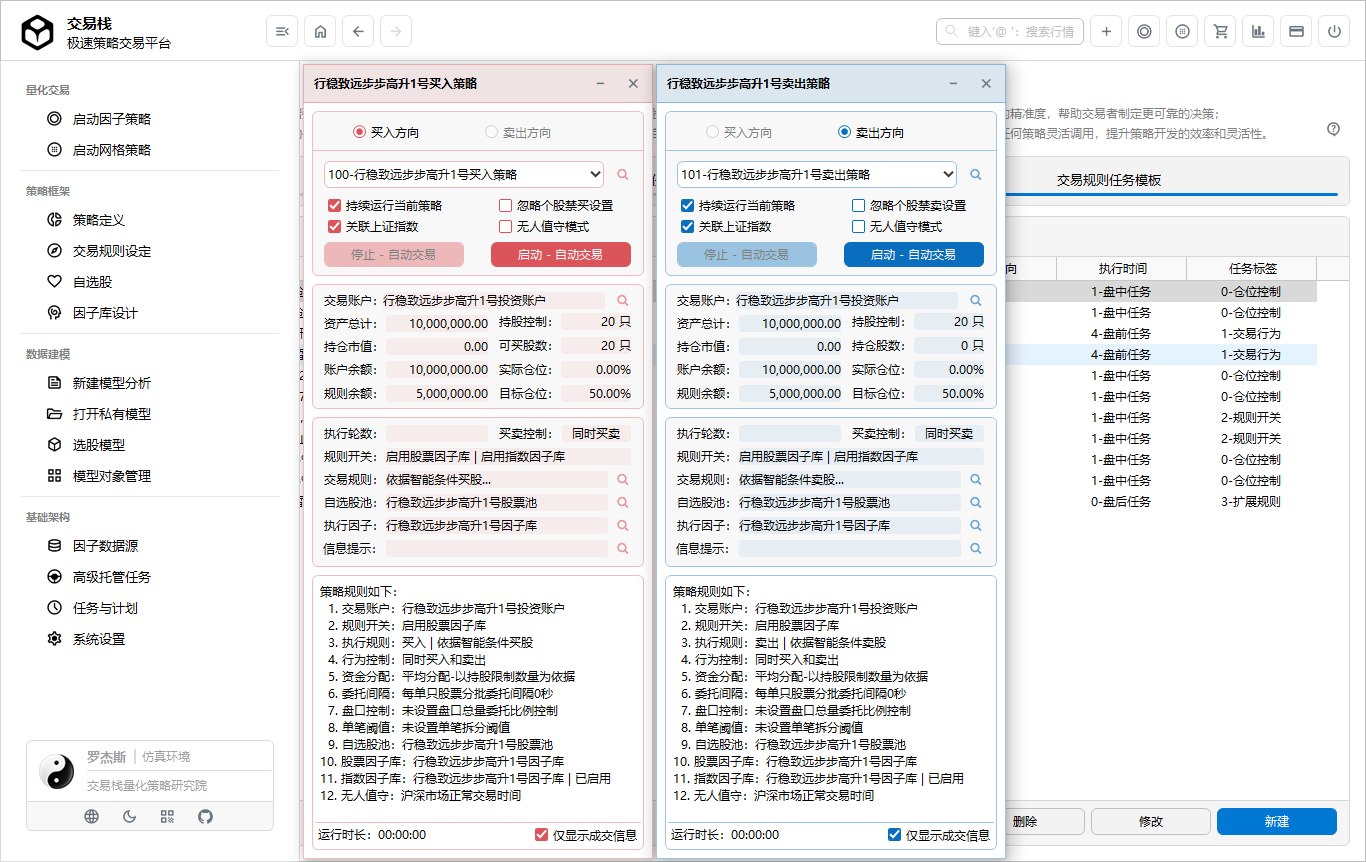 交易栈
极速策略交易平台
键入'@ '：搜索行情
量化交易
启动因子策略
启动网格策略
策略框架
策略定义
交易规则设定
自选股
因子库设计
数据建模
新建模型分析
打开私有模型
选股模型
模型对象管理
基础架构
因子数据源
高级托管任务
任务与计划
系统设置
罗杰斯 | 仿真环境
交易栈量化策略研究院
行稳致远步步高升1号买入策略
买入方向 卖出方向
100-行稳致远步步高升1号买入策略
持续运行当前策略 忽略个股禁买设置
关联上证指数 无人值守模式
停止 - 自动交易 启动 - 自动交易
交易账户：行稳致远步步高升1号投资账户
资产总计： 10,000,000.00 持股控制： 20 只
持仓市值： 0.00 可买股数： 20 只
账户余额： 10,000,000.00 实际仓位： 0.00%
规则余额： 5,000,000.00 目标仓位： 50.00%
执行轮数： 买卖控制： 同时买卖
规则开关： 启用股票因子库 | 启用指数因子库
交易规则： 依据智能条件买股...
自选股池： 行稳致远步步高升1号股票池
执行因子： 行稳致远步步高升1号因子库
信息提示：
策略规则如下：
1. 交易账户：行稳致远步步高升1号投资账户
2. 规则开关：启用股票因子库
3. 执行规则：买入 | 依据智能条件买股
4. 行为控制：同时买入和卖出
5. 资金分配：平均分配-以持股限制数量为依据
6. 委托间隔：每单只股票分批委托间隔0秒
7. 盘口控制：未设置盘口总量委托比例控制
8. 单笔阈值：未设置单笔拆分阈值
9. 自选股池：行稳致远步步高升1号股票池
10. 股票因子库：行稳致远步步高升1号因子库
11. 指数因子库：行稳致远步步高升1号因子库 | 已启用
12. 无人值守：沪深市场正常交易时间
运行时长：00:00:00 仅显示成交信息
行稳致远步步高升1号卖出策略
买入方向 卖出方向
101-行稳致远步步高升1号卖出策略
持续运行当前策略 忽略个股禁卖设置
关联上证指数 无人值守模式
停止 - 自动交易 启动 - 自动交易
交易账户：行稳致远步步高升1号投资账户
资产总计： 10,000,000.00 持股控制： 20 只
持仓市值： 0.00 持仓股数： 0 只
账户余额： 10,000,000.00 实际仓位： 0.00%
规则余额： 5,000,000.00 目标仓位： 50.00%
执行轮数： 买卖控制： 同时买卖
规则开关： 启用股票因子库 | 启用指数因子库
交易规则： 依据智能条件卖股...
自选股池： 行稳致远步步高升1号股票池
执行因子： 行稳致远步步高升1号因子库
信息提示：
策略规则如下：
1. 交易账户：行稳致远步步高升1号投资账户
2. 规则开关：启用股票因子库
3. 执行规则：卖出 | 依据智能条件卖股
4. 行为控制：同时买入和卖出
5. 资金分配：平均分配-以持股限制数量为依据
6. 委托间隔：每单只股票分批委托间隔0秒
7. 盘口控制：未设置盘口总量委托比例控制
8. 单笔阈值：未设置单笔拆分阈值
9. 自选股池：行稳致远步步高升1号股票池
10. 股票因子库：行稳致远步步高升1号因子库
11. 指数因子库：行稳致远步步高升1号因子库 | 已启用
12. 无人值守：沪深市场正常交易时间
运行时长：00:00:00 仅显示成交信息
精准度，帮助交易者制定更可靠的决策；
何策略灵活调用，提升策略开发的效率和灵活性。
交易规则任务模板
向 执行时间 任务标签
1-盘中任务 0-仓位控制
1-盘中任务 0-仓位控制
4-盘前任务 1-交易行为
4-盘前任务 1-交易行为
1-盘中任务 0-仓位控制
1-盘中任务 0-仓位控制
1-盘中任务 2-规则开关
1-盘中任务 2-规则开关
1-盘中任务 0-仓位控制
1-盘中任务 0-仓位控制
0-盘后任务 3-扩展规则
删除 修改 新建